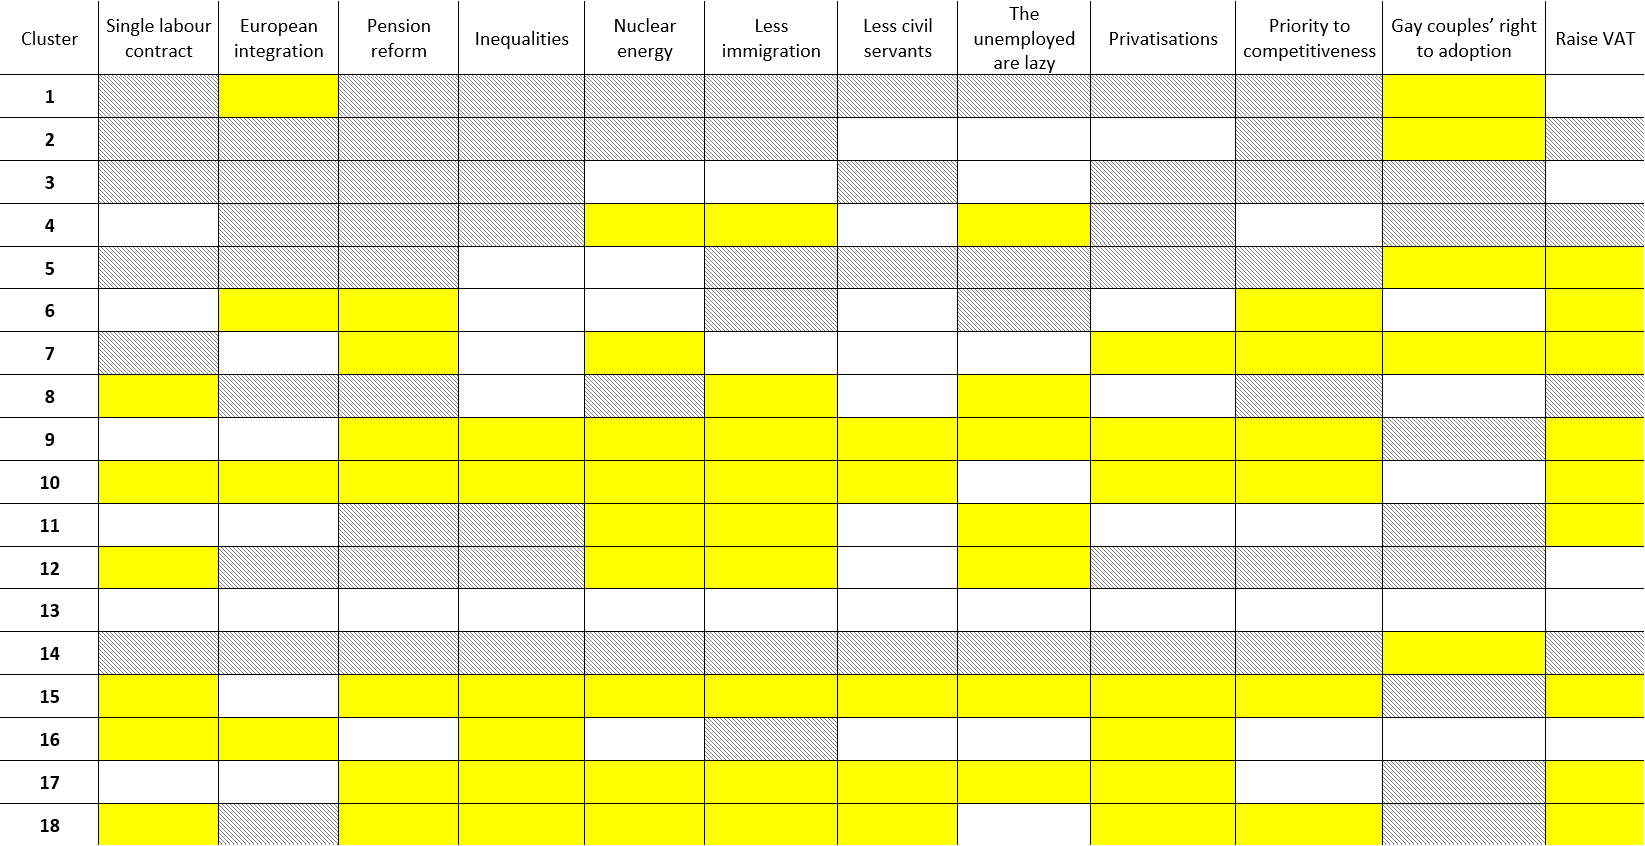 Cluster
Single labour
contract
European
integration
Pension
reform
Inequalities
Nuclear
energy
Less
immigration
Less civil
servants
The
unemployed
are lazy
Privatisations
Priority to
competitiveness
Gay couples’ right
to adoption
Raise VAT
1
2
3
4
5
6
7
8
9
10
11
12
13
14
15
16
17
18